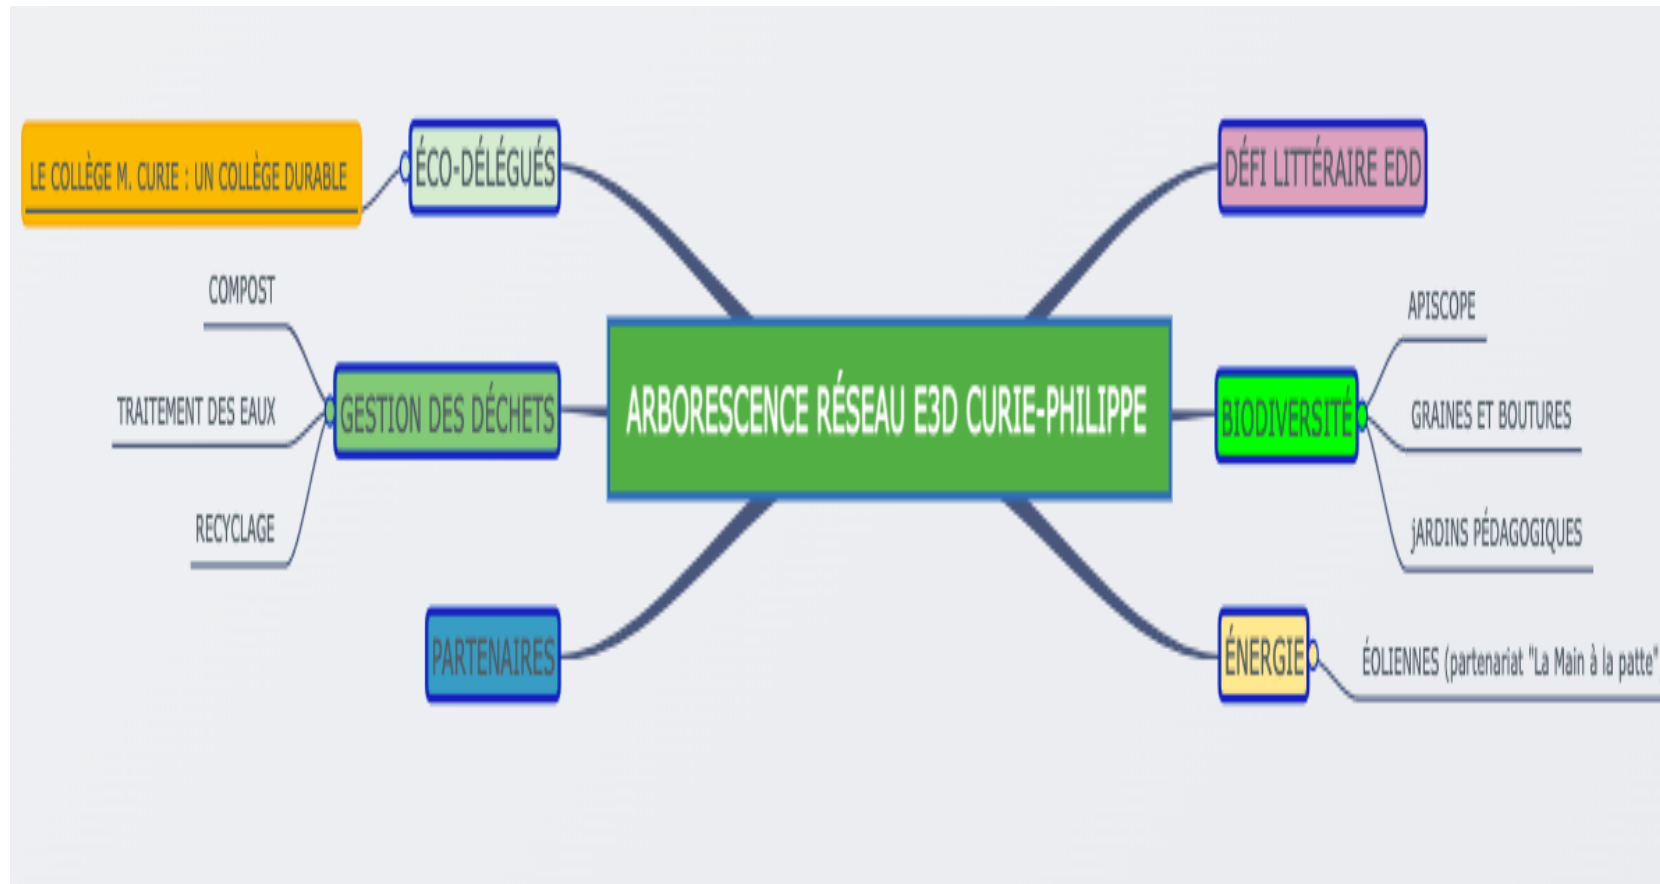 LE COLLÈGE M. CURIE : UN COLLÈGE DURABLE
ÉCO-DÉLÉGUÉS
COMPOST
TRAITEMENT DES EAUX
RECYCLAGE
GESTION DES DÉCHETS
PARTENAIRES
ARBORESCENCE RÉSEAU E3D CURIE-PHILIPPE
DÉFI LITTÉRAIRE EDD
BIODIVERSITÉ
APISCOPE
GRAINES ET BOUTURES
jARDINS PÉDAGOGIQUES
ÉNERGIE
ÉOLIENNES (partenariat "La Main à la patte"